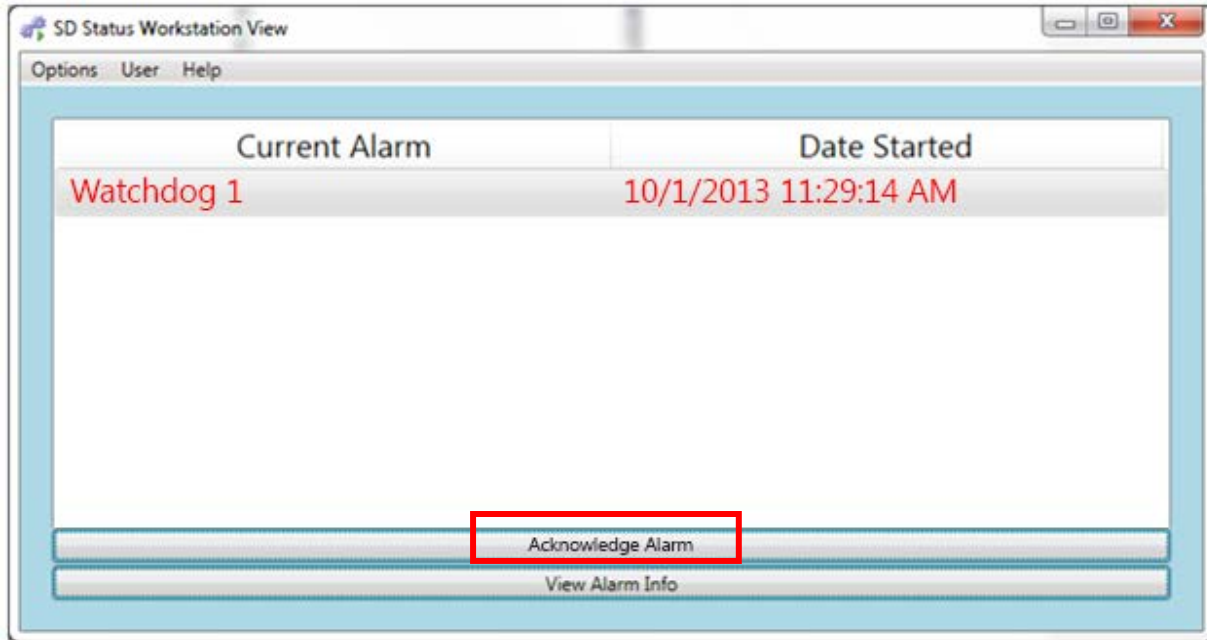 SD Status Workstation View
Options User Help
Current Alarm Date Started
Watchdog 1 10/1/2013 11:29:14 AM
Acknowledge Alarm
View Alarm Info